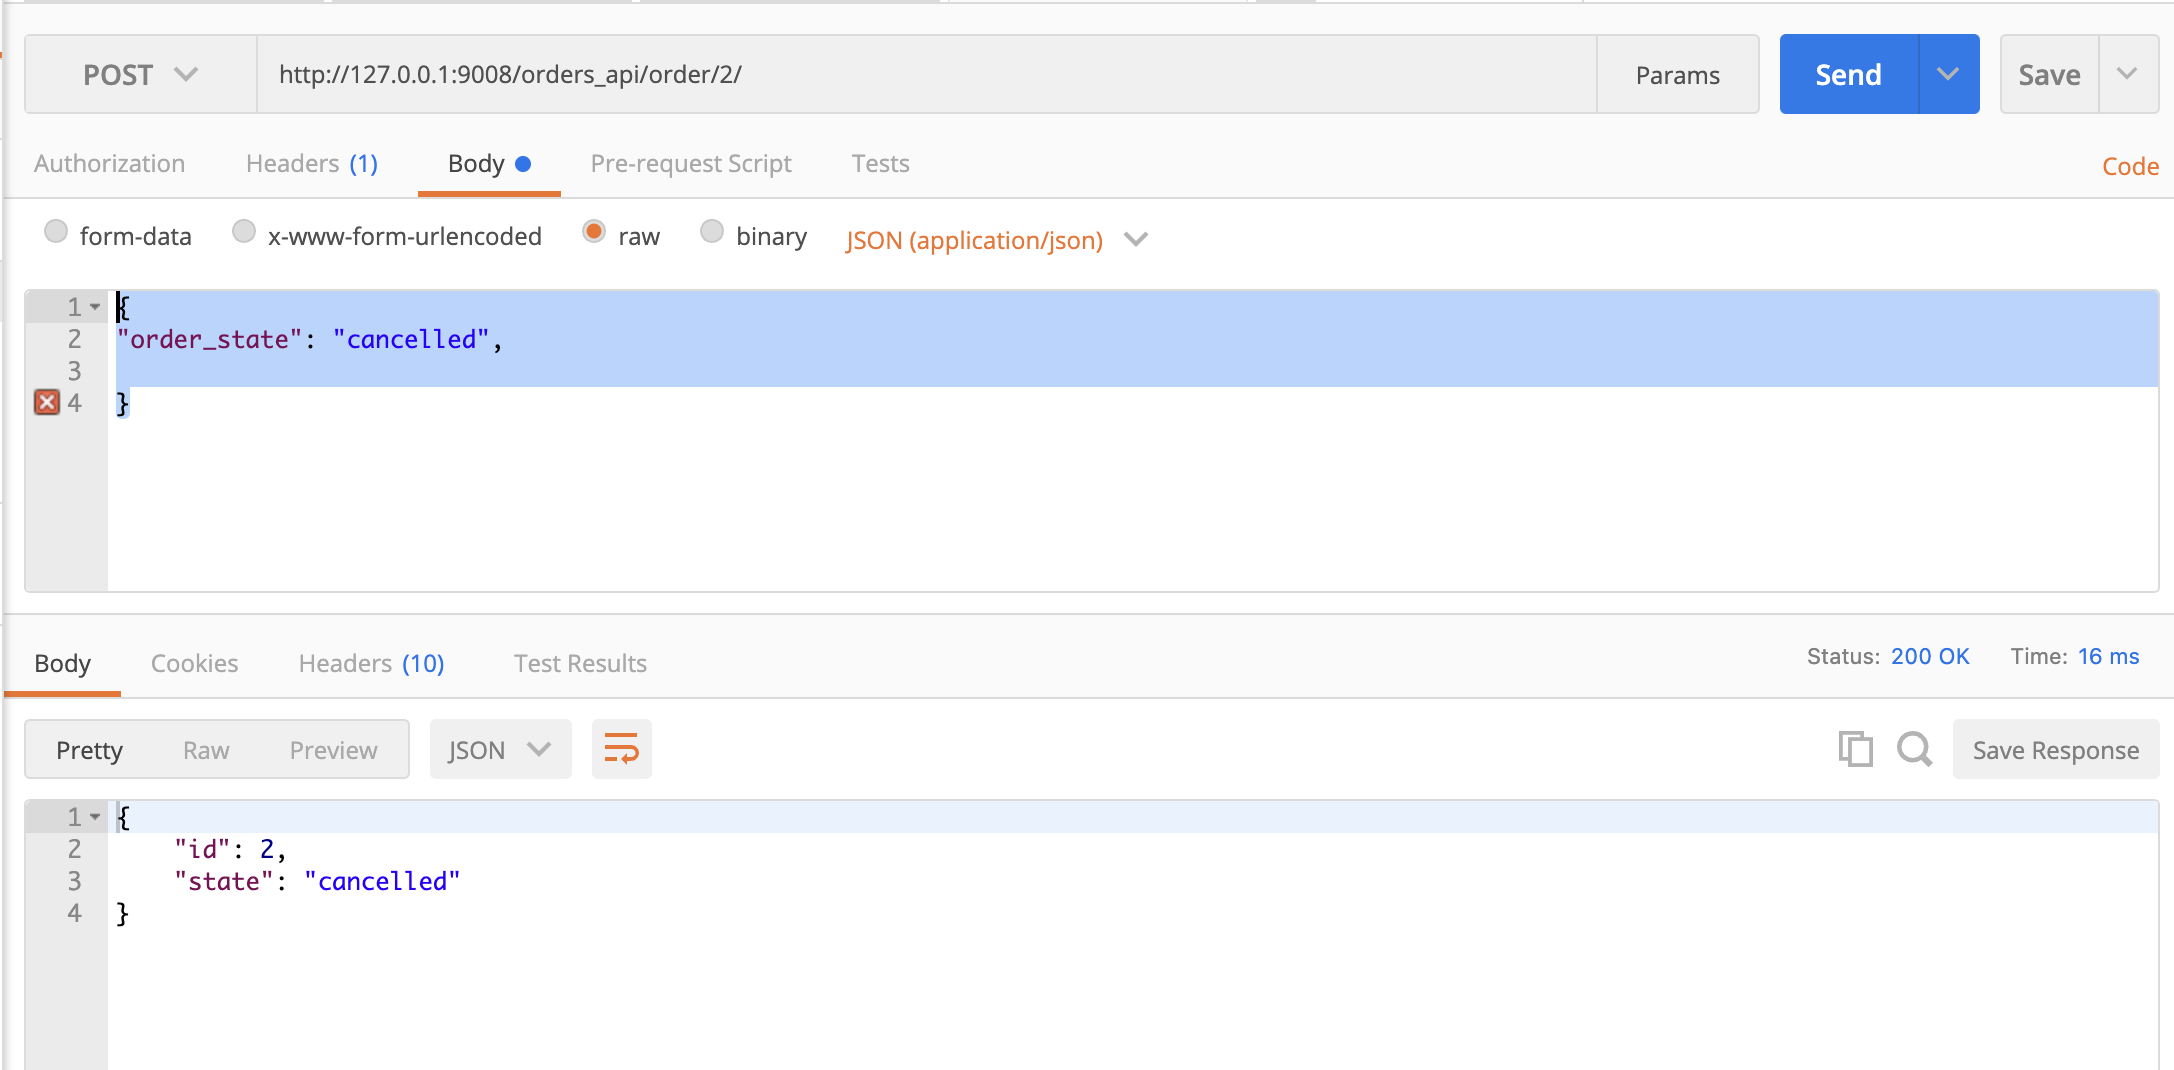 POST http://127.0.0.1:9008/orders_api/order/2/ Params Send Save
Authorization Headers (1) Body Pre-request Script Tests Code
form-data x-www-form-urlencoded raw binary JSON (application/json)
1 {
2 "order_state": "cancelled",
3
4 }
Body Cookies Headers (10) Test Results Status: 200 OK Time: 16 ms
Pretty Raw Preview JSON Save Response
1 {
2 "id": 2,
3 "state": "cancelled"
4 }